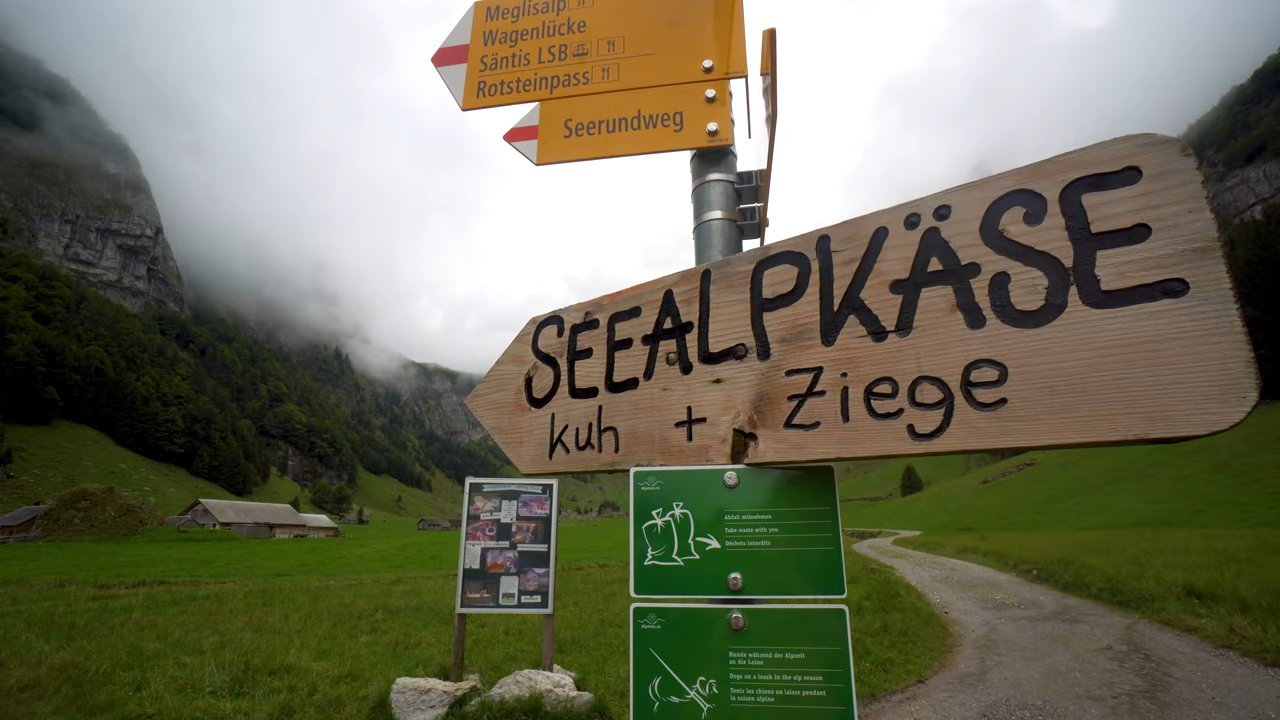 Meglisalp
Wagenlücke
Säntis LSB
Rotsteinpass
Seerundweg
SEEALPKÄSE
kuh + Ziege
Abfall mitnehmen
Take waste with you
Déchets interdits
Hunde während der Alpzeit
an die Leine
Dogs on a leash in the alp season
Tenir les chiens en laisse pendant
la saison alpine